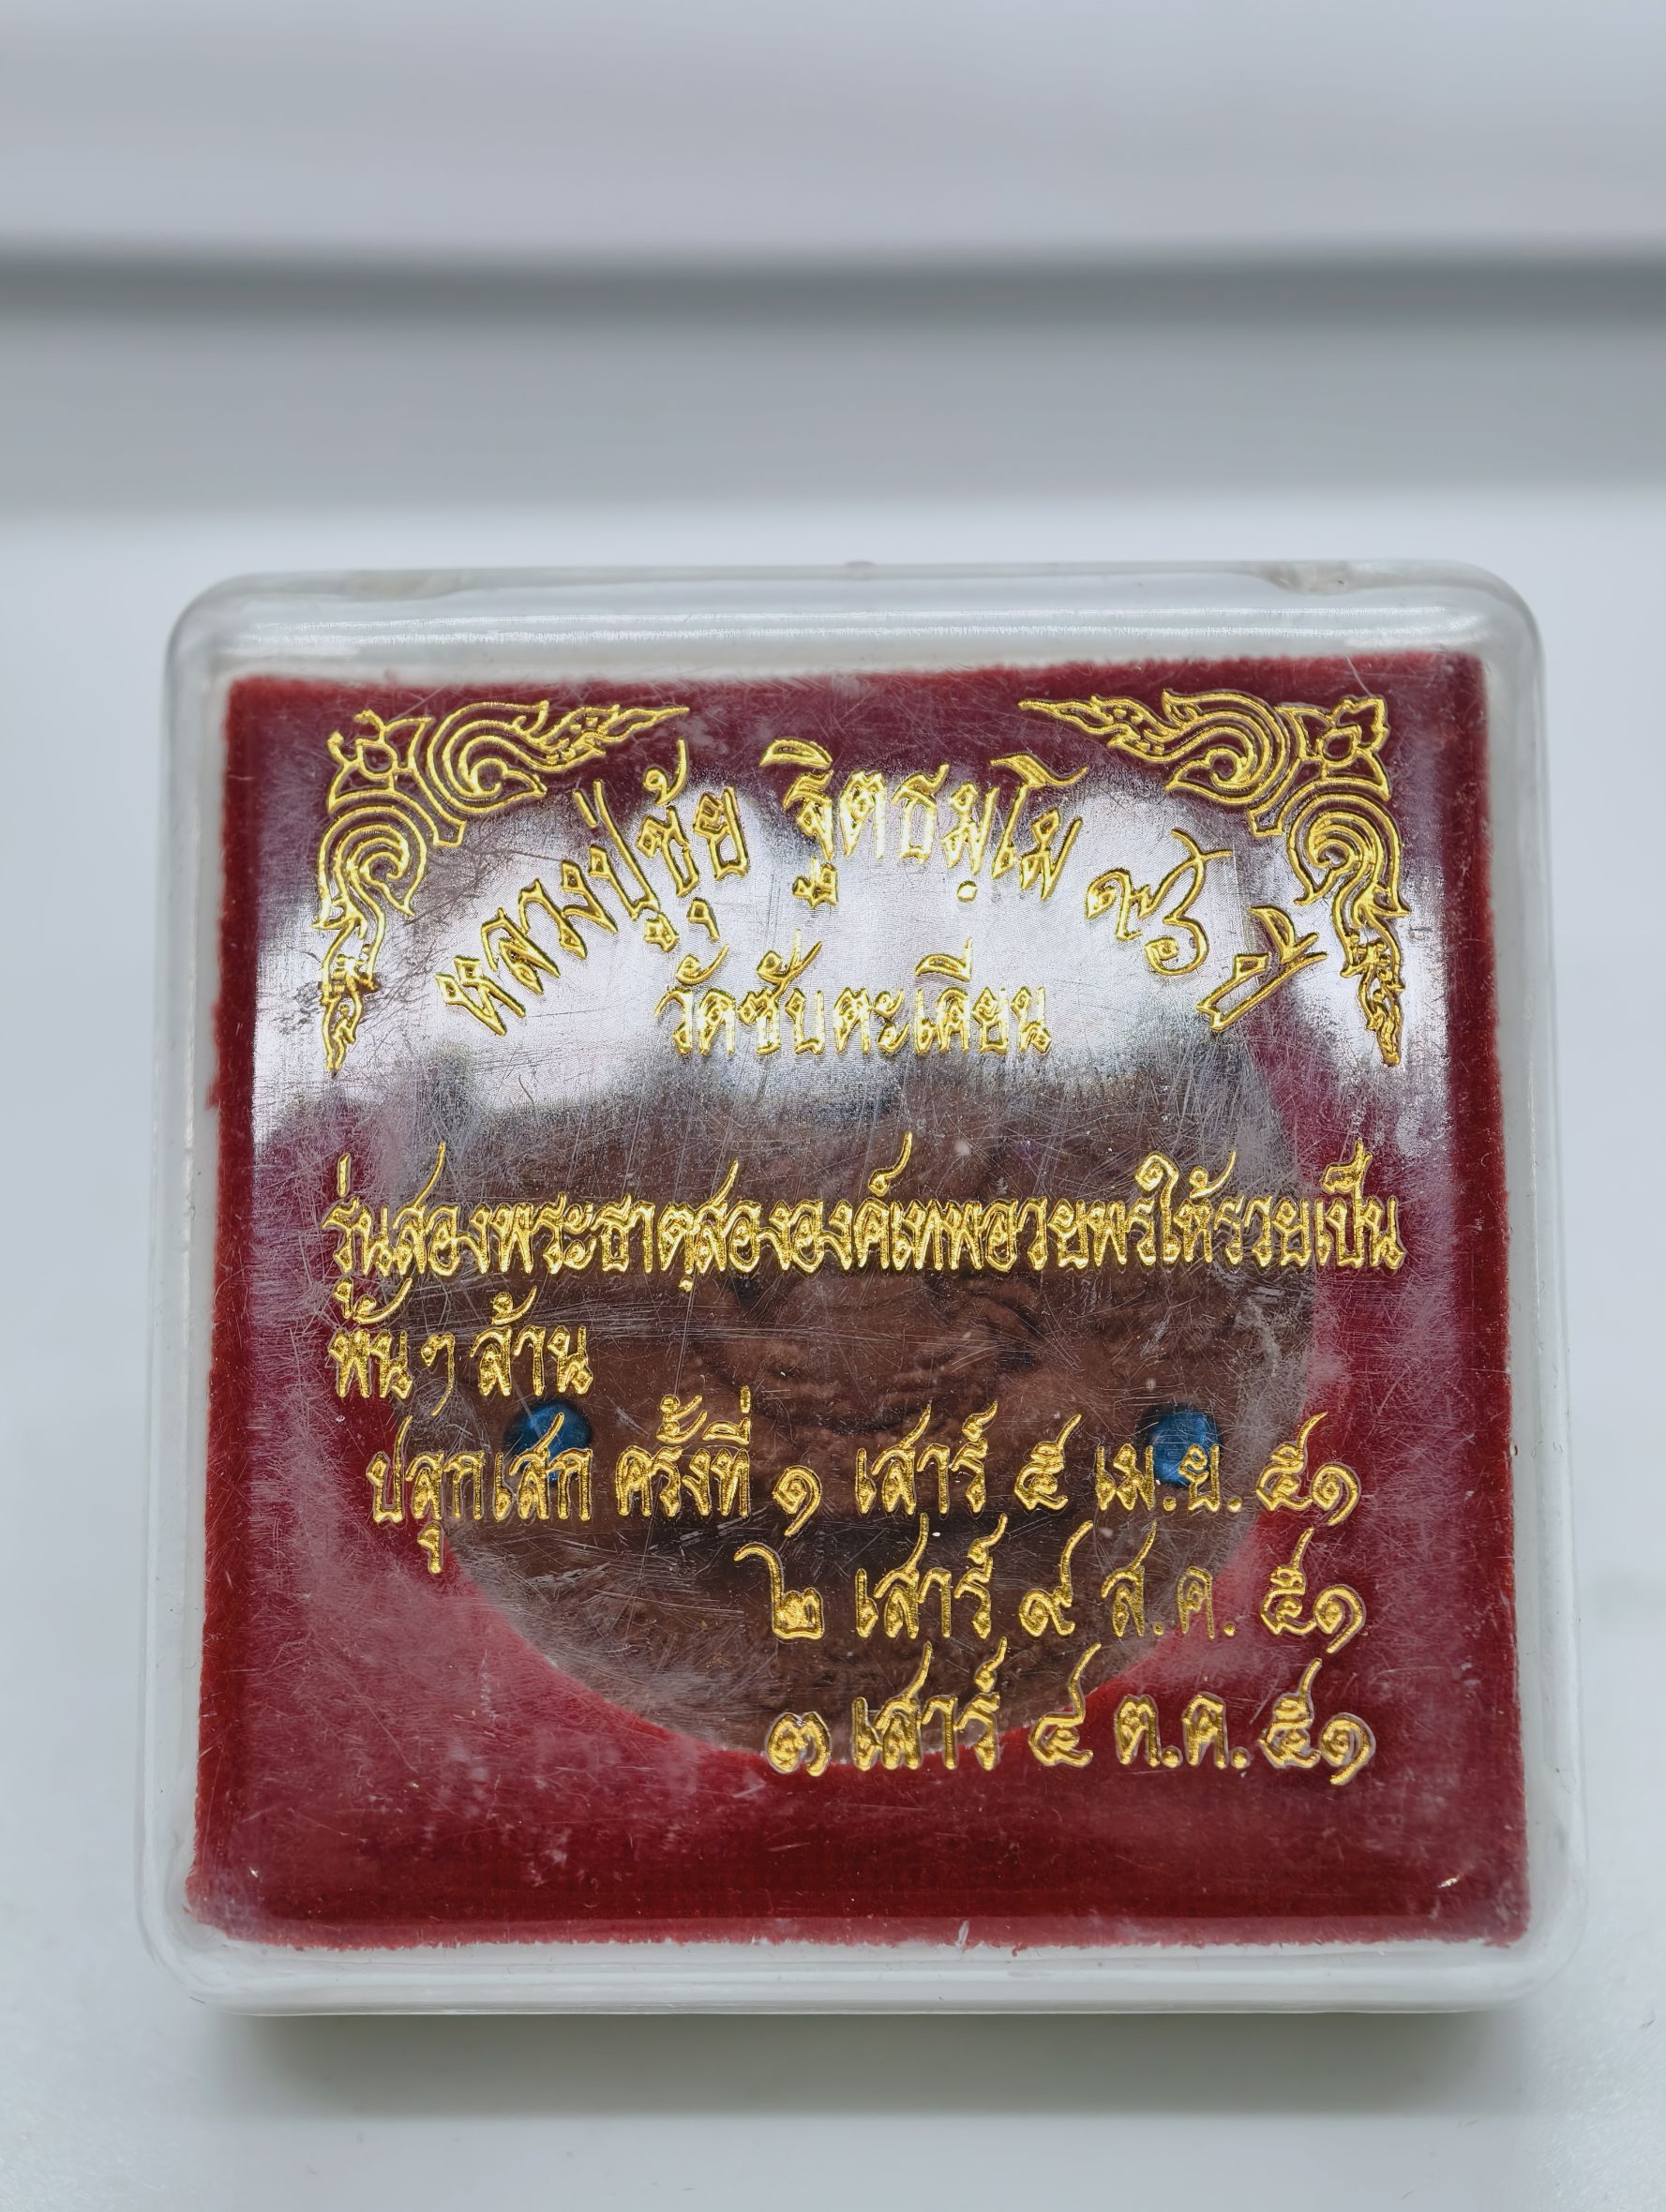 หลวงปู่ชุ้ย ฐิตธมฺโม ๙๖ ปี
วัดซับตะเคียน
รุ่นสองพระธาตุสององค์เทพอวยพรให้รวยเป็น
พันๆ ล้าน
ปลุกเสก ครั้งที่ ๑ เสาร์ ๕ เม.ย. ๕๑
๒ เสาร์ ๙ ส.ค. ๕๑
๓ เสาร์ ๔ ต.ค. ๕๑